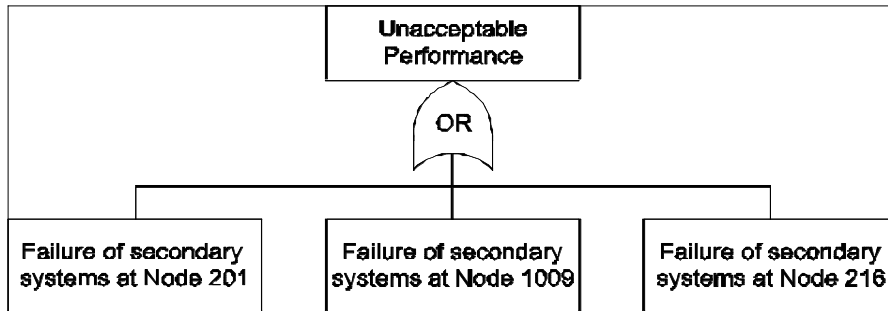 Unacceptable
Performance
OR
Failure of secondary
systems at Node 201
Failure of secondary
systems at Node 1009
Failure of secondary
systems at Node 216